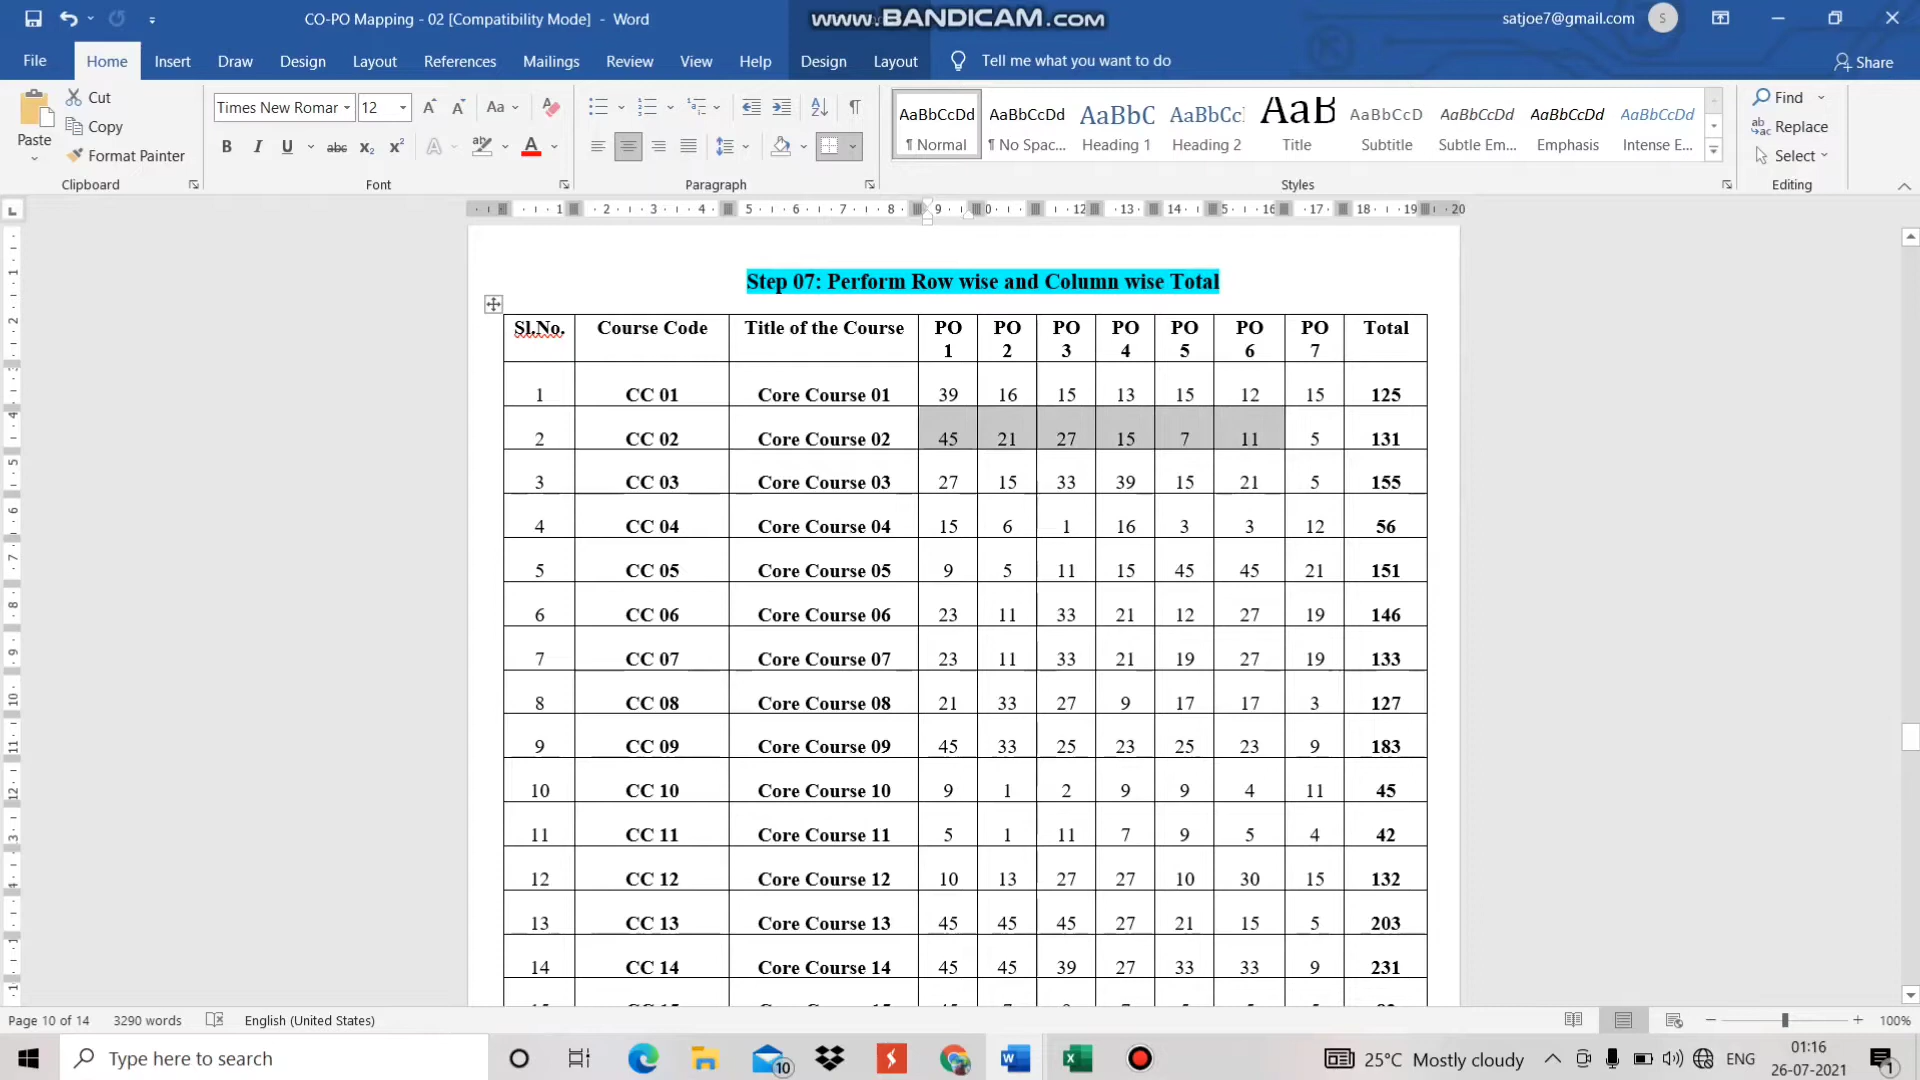 CO-PO Mapping - 02 [Compatibility Mode] - Word
www.BANDICAM.com
satjoe7@gmail.com
S
File Home Insert Draw Design Layout References Mailings Review View Help Design Layout Tell me what you want to do Share
Paste
Cut
Copy
Format Painter
Clipboard
Times New Romar 12
Font
Paragraph
AaBbCcDd AaBbCcDd AaBbC AaBbCc AaB AaBbCcD AaBbCcDd AaBbCcDd AaBbCcDd
¶ Normal ¶ No Spac... Heading 1 Heading 2 Title Subtitle Subtle Em... Emphasis Intense E...
Styles
Find
Replace
Select
Editing
Step 07: Perform Row wise and Column wise Total
Sl.No. Course Code Title of the Course PO 1 PO 2 PO 3 PO 4 PO 5 PO 6 PO 7 Total
1 CC 01 Core Course 01 39 16 15 13 15 12 15 125
2 CC 02 Core Course 02 45 21 27 15 7 11 5 131
3 CC 03 Core Course 03 27 15 33 39 15 21 5 155
4 CC 04 Core Course 04 15 6 1 16 3 3 12 56
5 CC 05 Core Course 05 9 5 11 15 45 45 21 151
6 CC 06 Core Course 06 23 11 33 21 12 27 19 146
7 CC 07 Core Course 07 23 11 33 21 19 27 19 133
8 CC 08 Core Course 08 21 33 27 9 17 17 3 127
9 CC 09 Core Course 09 45 33 25 23 25 23 9 183
10 CC 10 Core Course 10 9 1 2 9 9 4 11 45
11 CC 11 Core Course 11 5 1 11 7 9 5 4 42
12 CC 12 Core Course 12 10 13 27 27 10 30 15 132
13 CC 13 Core Course 13 45 45 45 27 21 15 5 203
14 CC 14 Core Course 14 45 45 39 27 33 33 9 231
Page 10 of 14 3290 words English (United States) 100%
Type here to search
10
25°C Mostly cloudy
ENG
01:16
26-07-2021
1